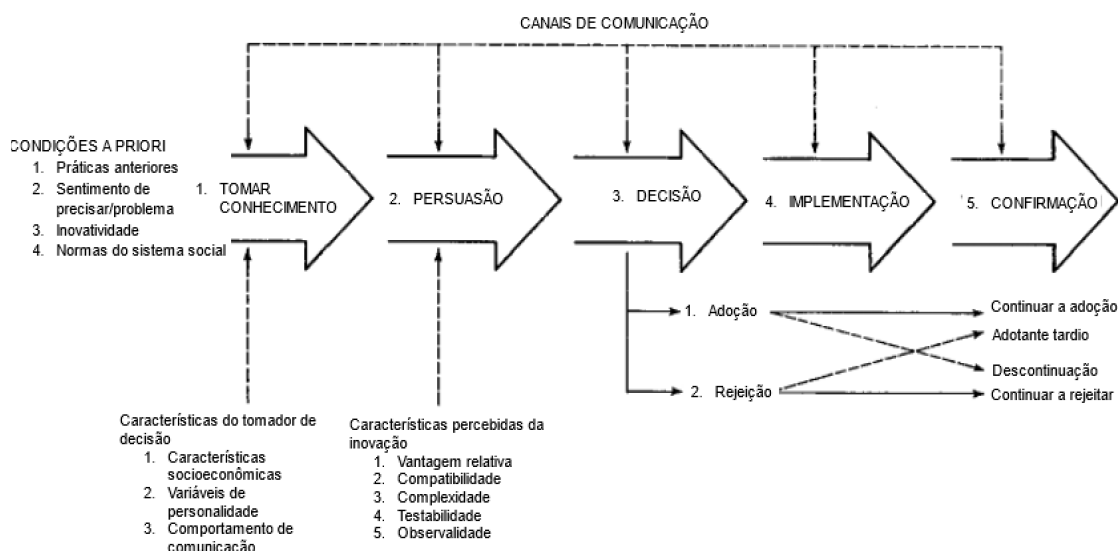 CANAIS DE COMUNICAÇÃO
CONDIÇÕES A PRIORI
1. Práticas anteriores
2. Sentimento de
precisar/problema
3. Inovatividade
4. Normas do sistema social
1. TOMAR
CONHECIMENTO
2. PERSUASÃO
3. DECISÃO
4. IMPLEMENTAÇÃO
5. CONFIRMAÇÃO
1. Adoção
2. Rejeição
Continuar a adoção
Adotante tardio
Descontinuação
Continuar a rejeitar
Características do tomador de
decisão
1. Características
socioeconômicas
2. Variáveis de
personalidade
3. Comportamento de
comunicação
Características percebidas da
inovação
1. Vantagem relativa
2. Compatibilidade
3. Complexidade
4. Testabilidade
5. Observalidade